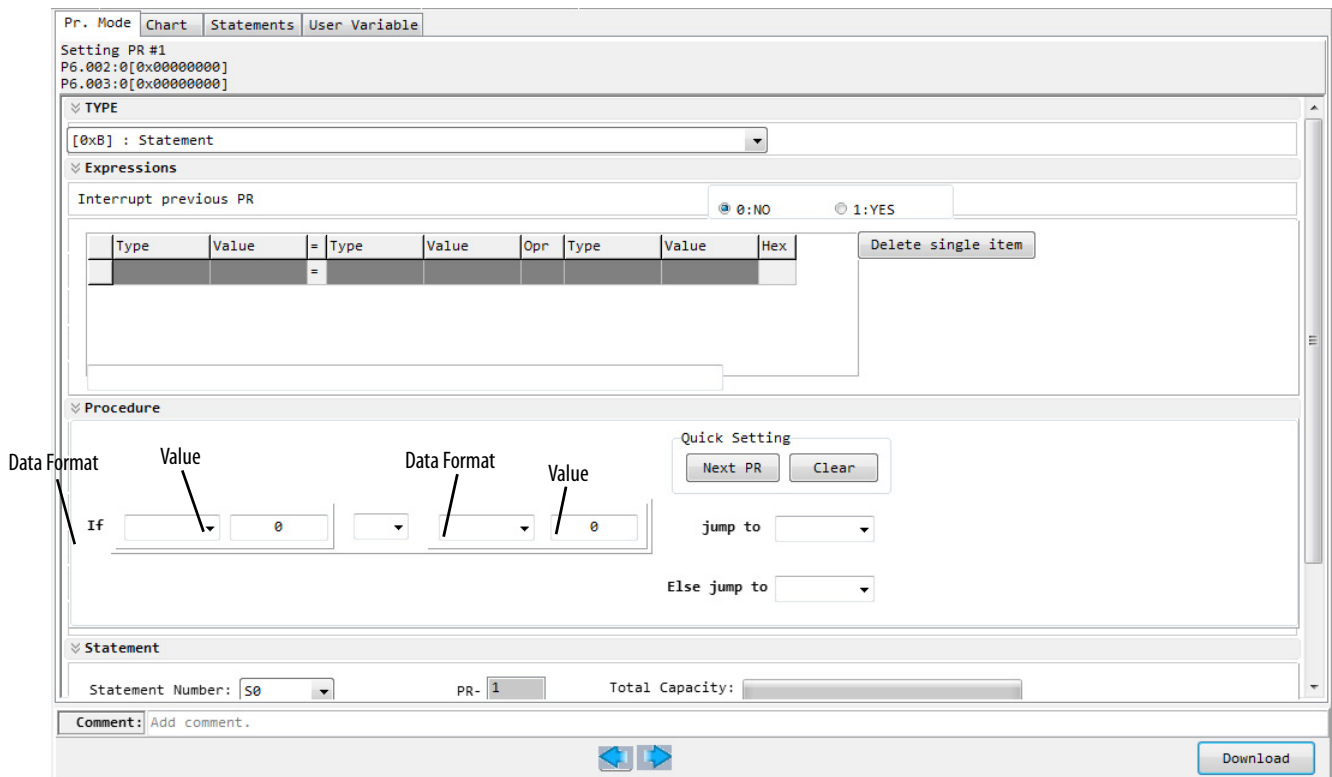 Pr. Mode Chart Statements User Variable
Setting PR #1
P6.002:0[0x00000000]
P6.003:0[0x00000000]
TYPE
[0xB] : Statement
Expressions
Interrupt previous PR 0:NO 1:YES
Type Value = Type Value Opr Type Value Hex Delete single item
=
Procedure
Quick Setting
Data Format Value Data Format Value Next PR Clear
If 0 0 jump to
Else jump to
Statement
Statement Number: S0 PR- 1 Total Capacity:
Comment: Add comment.
Download